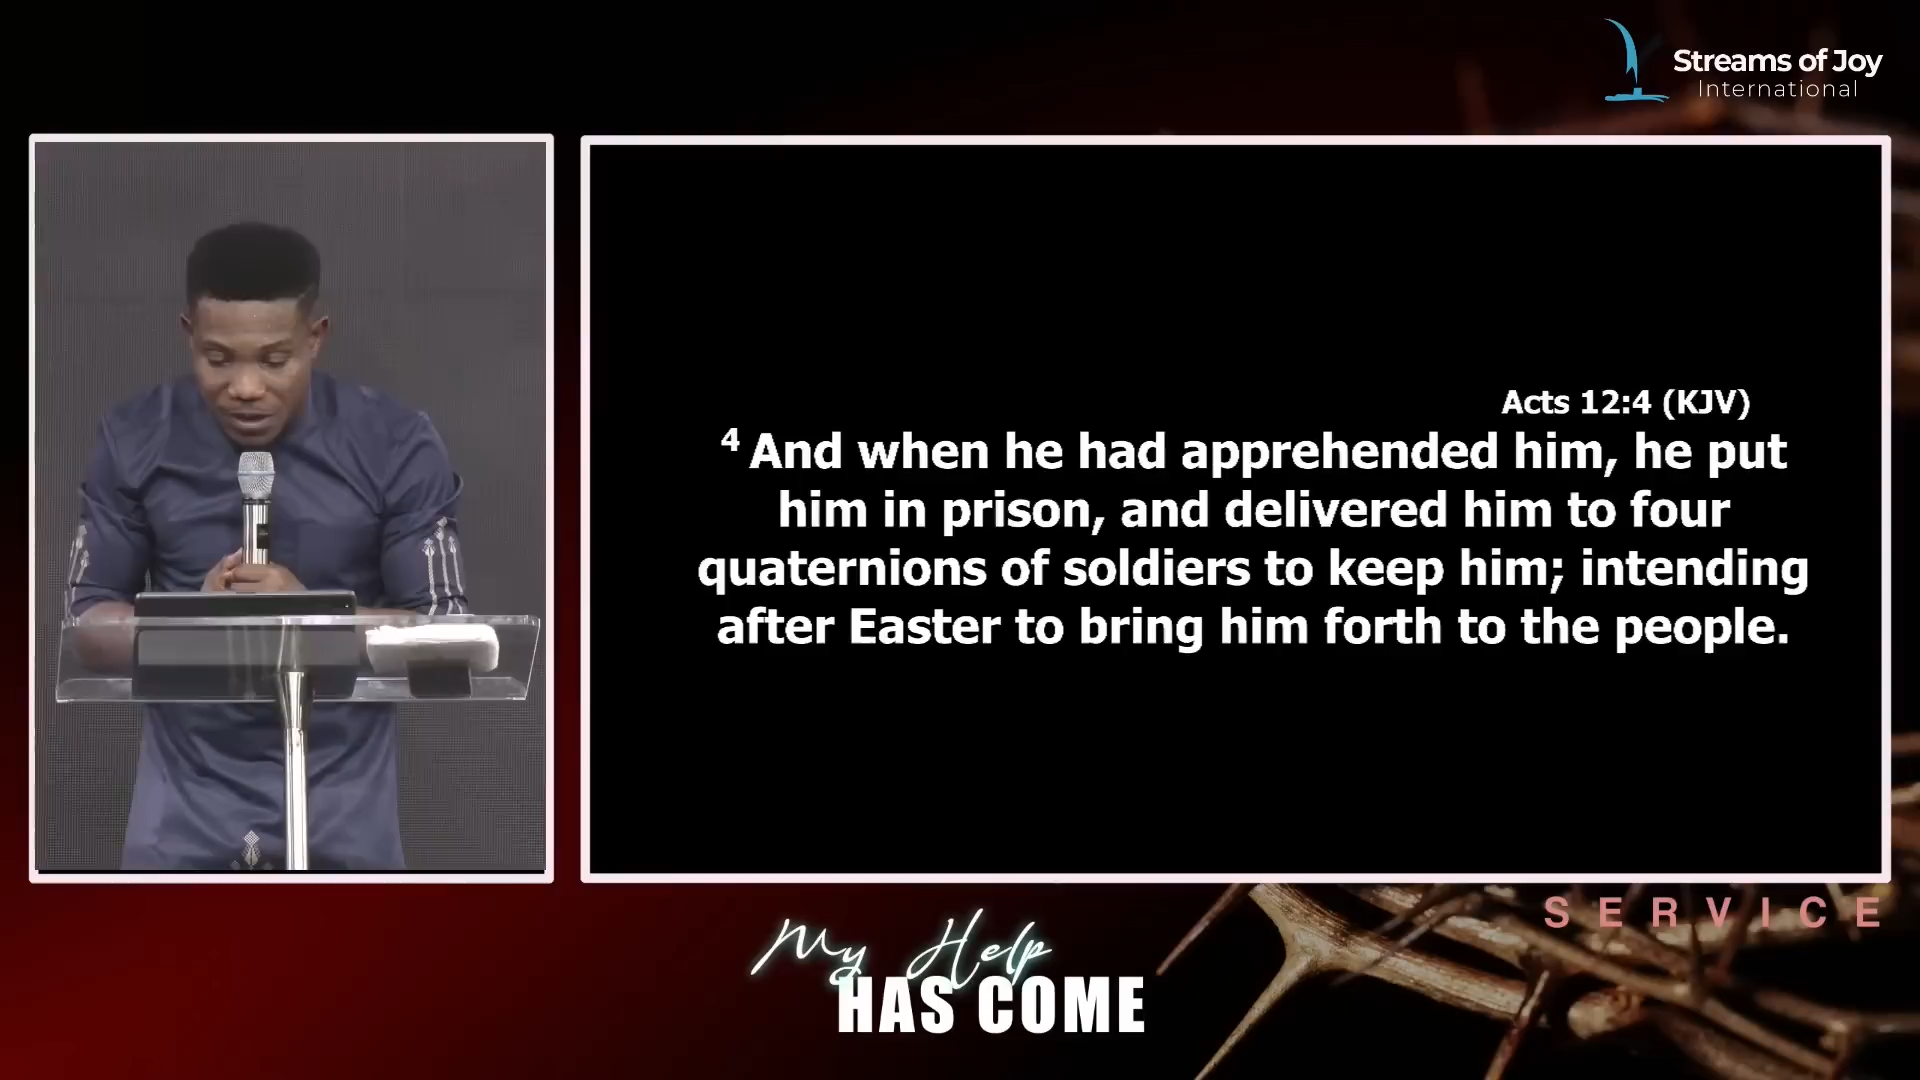 Streams of Joy
International
Acts 12:4 (KJV)
4 And when he had apprehended him, he put
him in prison, and delivered him to four
quaternions of soldiers to keep him; intending
after Easter to bring him forth to the people.
SERVICE
My Help
HAS COME